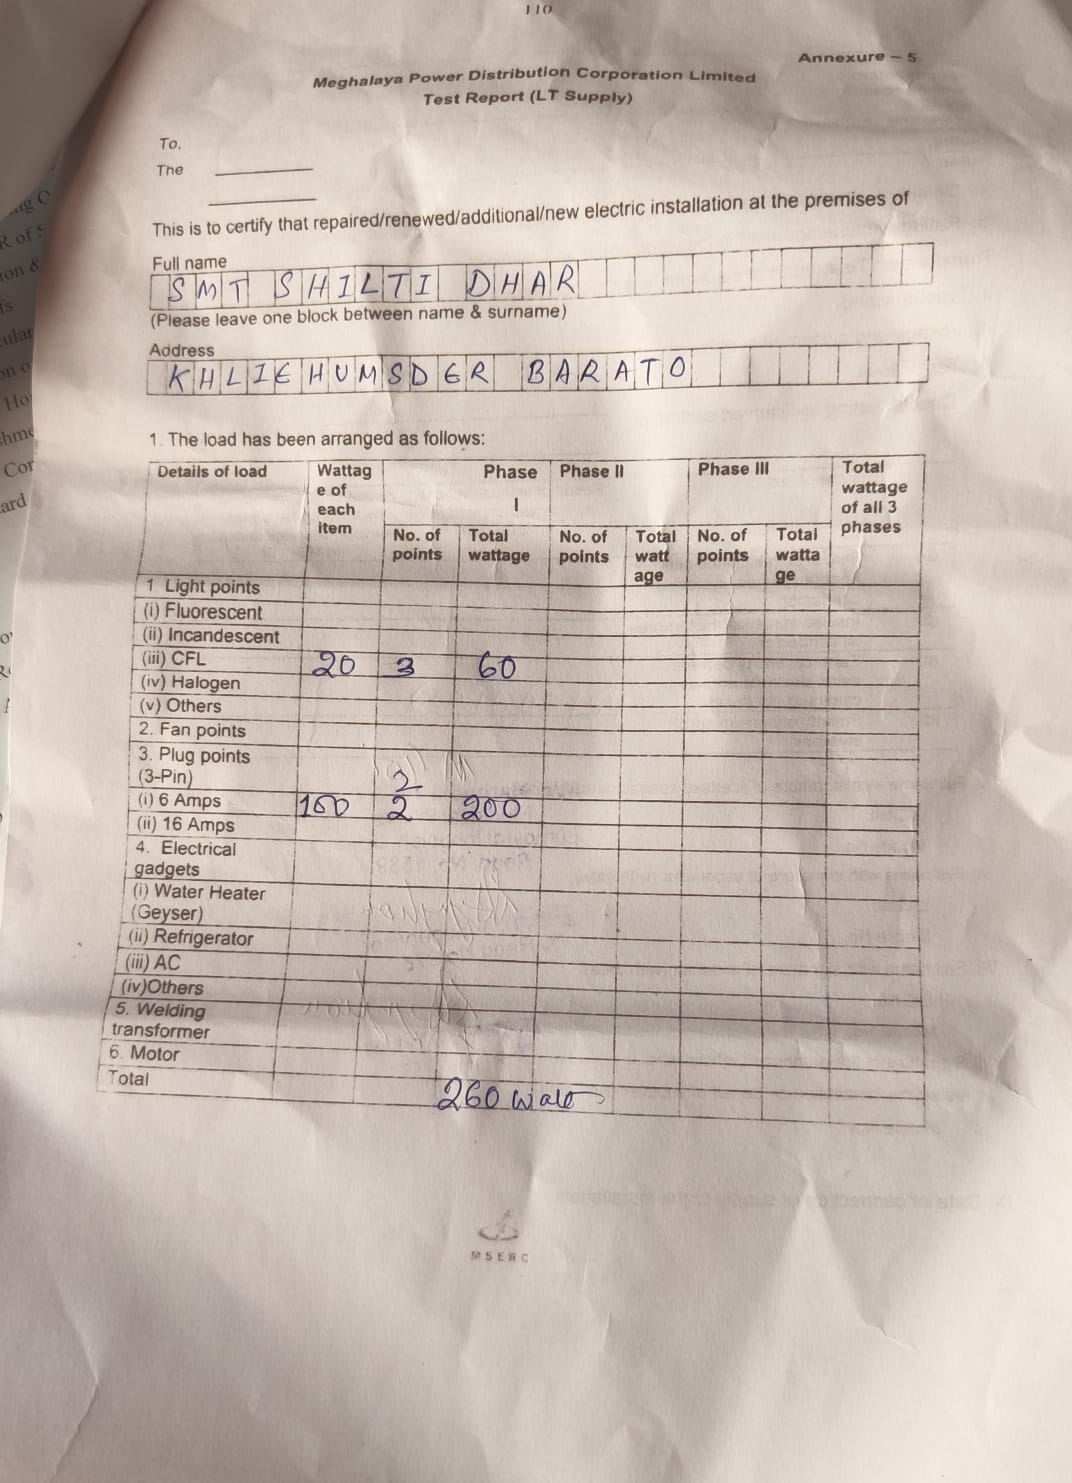 110
Annexure – 5
Meghalaya Power Distribution Corporation Limited
Test Report (LT Supply)
To,
The
This is to certify that repaired/renewed/additional/new electric installation at the premises of
Full name
SMT SHILTI DHAR
(Please leave one block between name & surname)
Address
KHLIEHUMSDER BARATO
1. The load has been arranged as follows:
Details of load Wattag e of each item Phase I Phase II Phase III Total wattage of all 3 phases
No. of points Total wattage No. of points Total watt age No. of points Total watta ge
1 Light points
(i) Fluorescent
(ii) Incandescent
(iii) CFL 20 3 60
(iv) Halogen
(v) Others
2. Fan points
3. Plug points
(3-Pin) 2
(i) 6 Amps 100 2 200
(ii) 16 Amps
4. Electrical
gadgets
(i) Water Heater
(Geyser)
(ii) Refrigerator
(iii) AC
(iv)Others
5. Welding
transformer
6. Motor
Total 260
MSERC